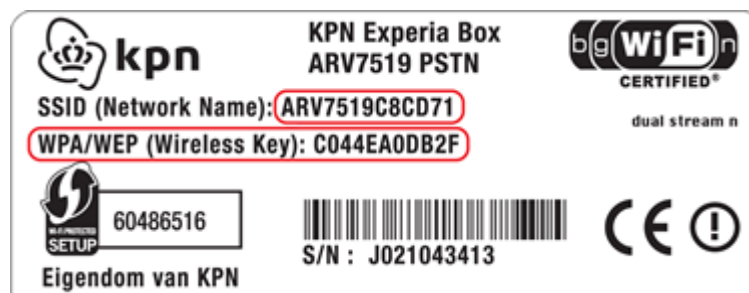 kpn
KPN Experia Box
ARV7519 PSTN
b g WiFi n
CERTIFIED®
dual stream n
SSID (Network Name): ARV7519C8CD71
WPA/WEP (Wireless Key): C044EA0DB2F
WI-FI PROTECTED
SETUP
60486516
S/N : J021043413
CE
Eigendom van KPN